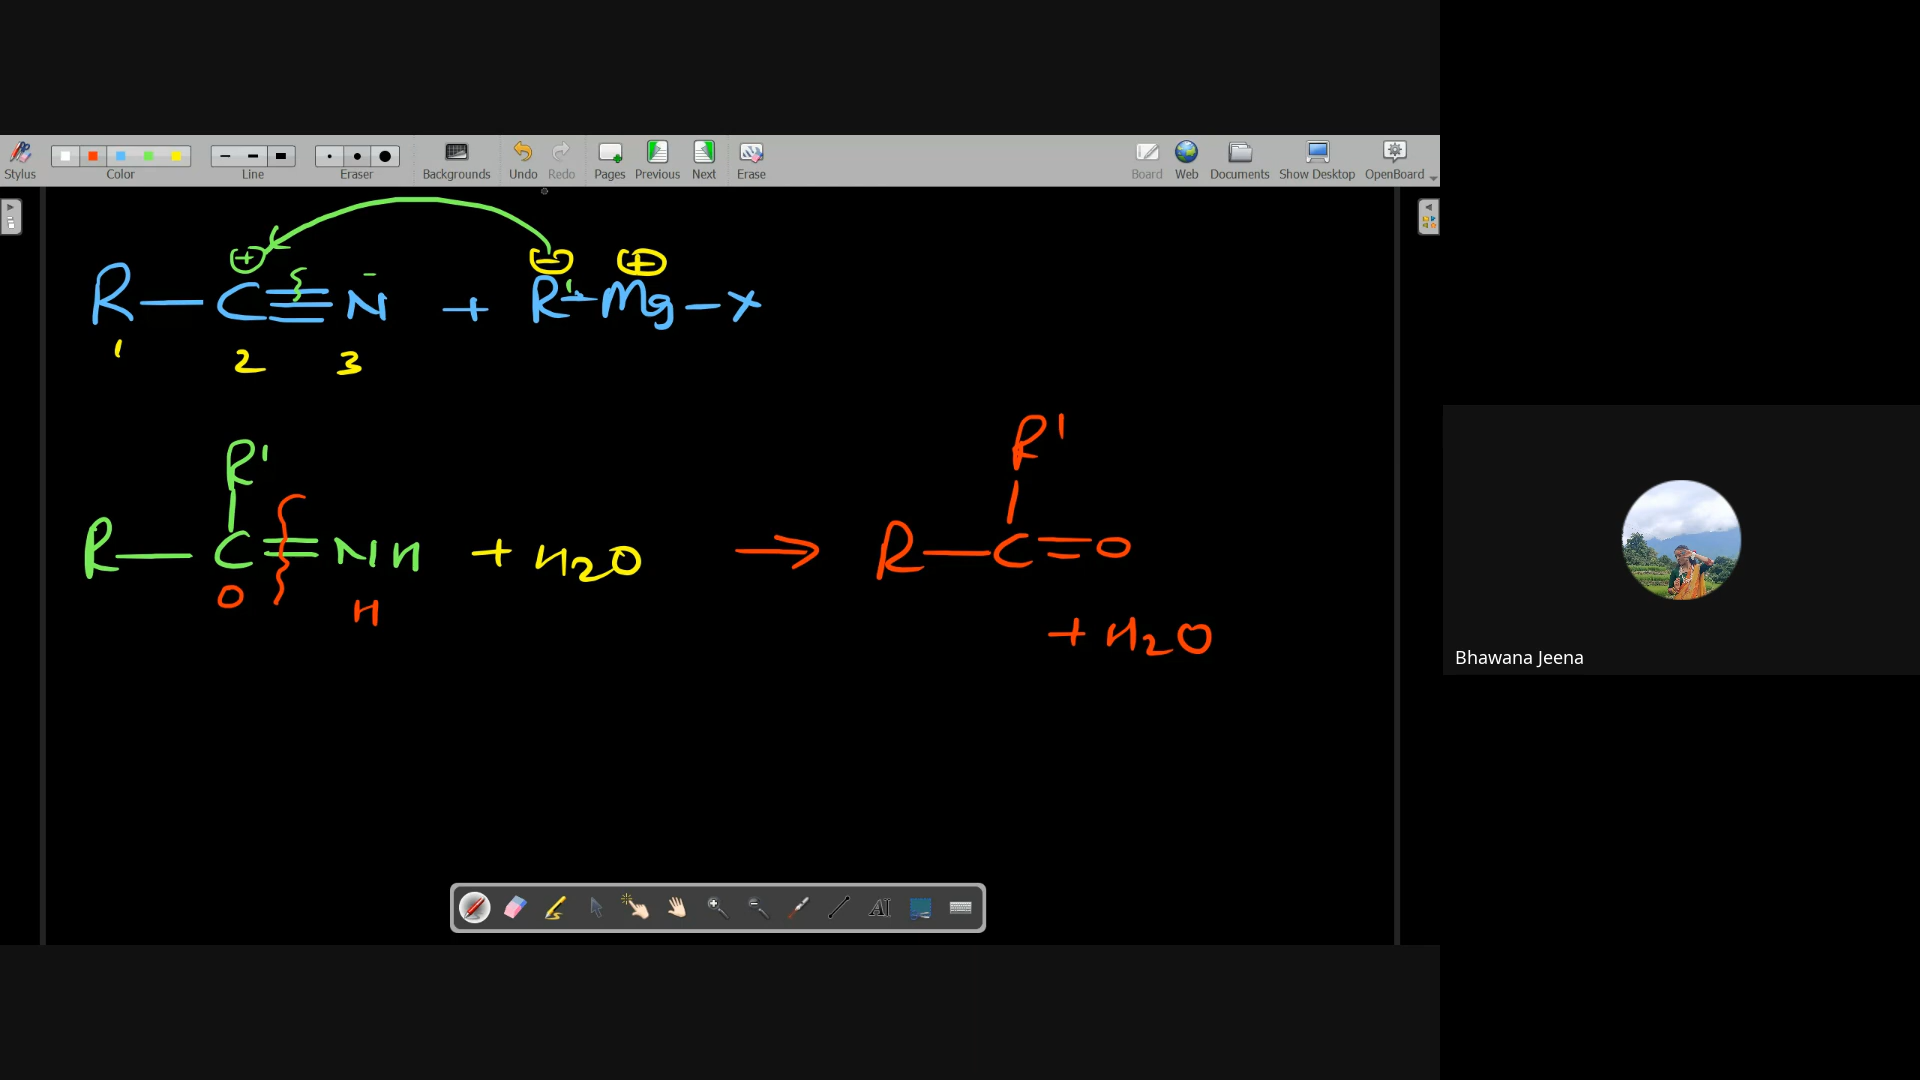 Stylus Color Line Eraser Backgrounds Undo Redo Pages Previous Next Erase Board Web Documents Show Desktop OpenBoard
+ - - +
R—C≡N + R'-Mg-X
1 2 3
R' R'
R—C=NH + H2O → R—C=O
O H
+ H2O
AI
Bhawana Jeena